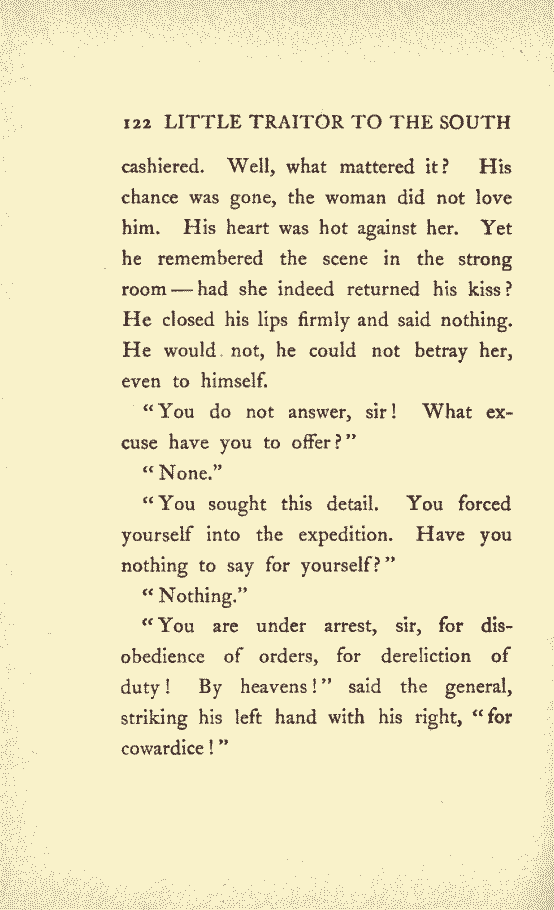 122 LITTLE TRAITOR TO THE SOUTH
cashiered. Well, what mattered it? His
chance was gone, the woman did not love
him. His heart was hot against her. Yet
he remembered the scene in the strong
room—had she indeed returned his kiss?
He closed his lips firmly and said nothing.
He would not, he could not betray her,
even to himself.
“You do not answer, sir! What ex-
cuse have you to offer?”
“None.”
“You sought this detail. You forced
yourself into the expedition. Have you
nothing to say for yourself?”
“Nothing.”
“You are under arrest, sir, for dis-
obedience of orders, for dereliction of
duty! By heavens!” said the general,
striking his left hand with his right, “for
cowardice!”